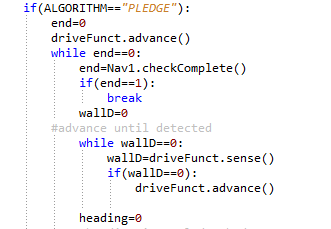 if(ALGORITHM=="PLEDGE"):
    end=0
    driveFunct.advance()
    while end==0:
        end=Nav1.checkComplete()
        if(end==1):
            break
        wallD=0
    #advance until detected
        while wallD==0:
            wallD=driveFunct.sense()
            if(wallD==0):
                driveFunct.advance()

        heading=0